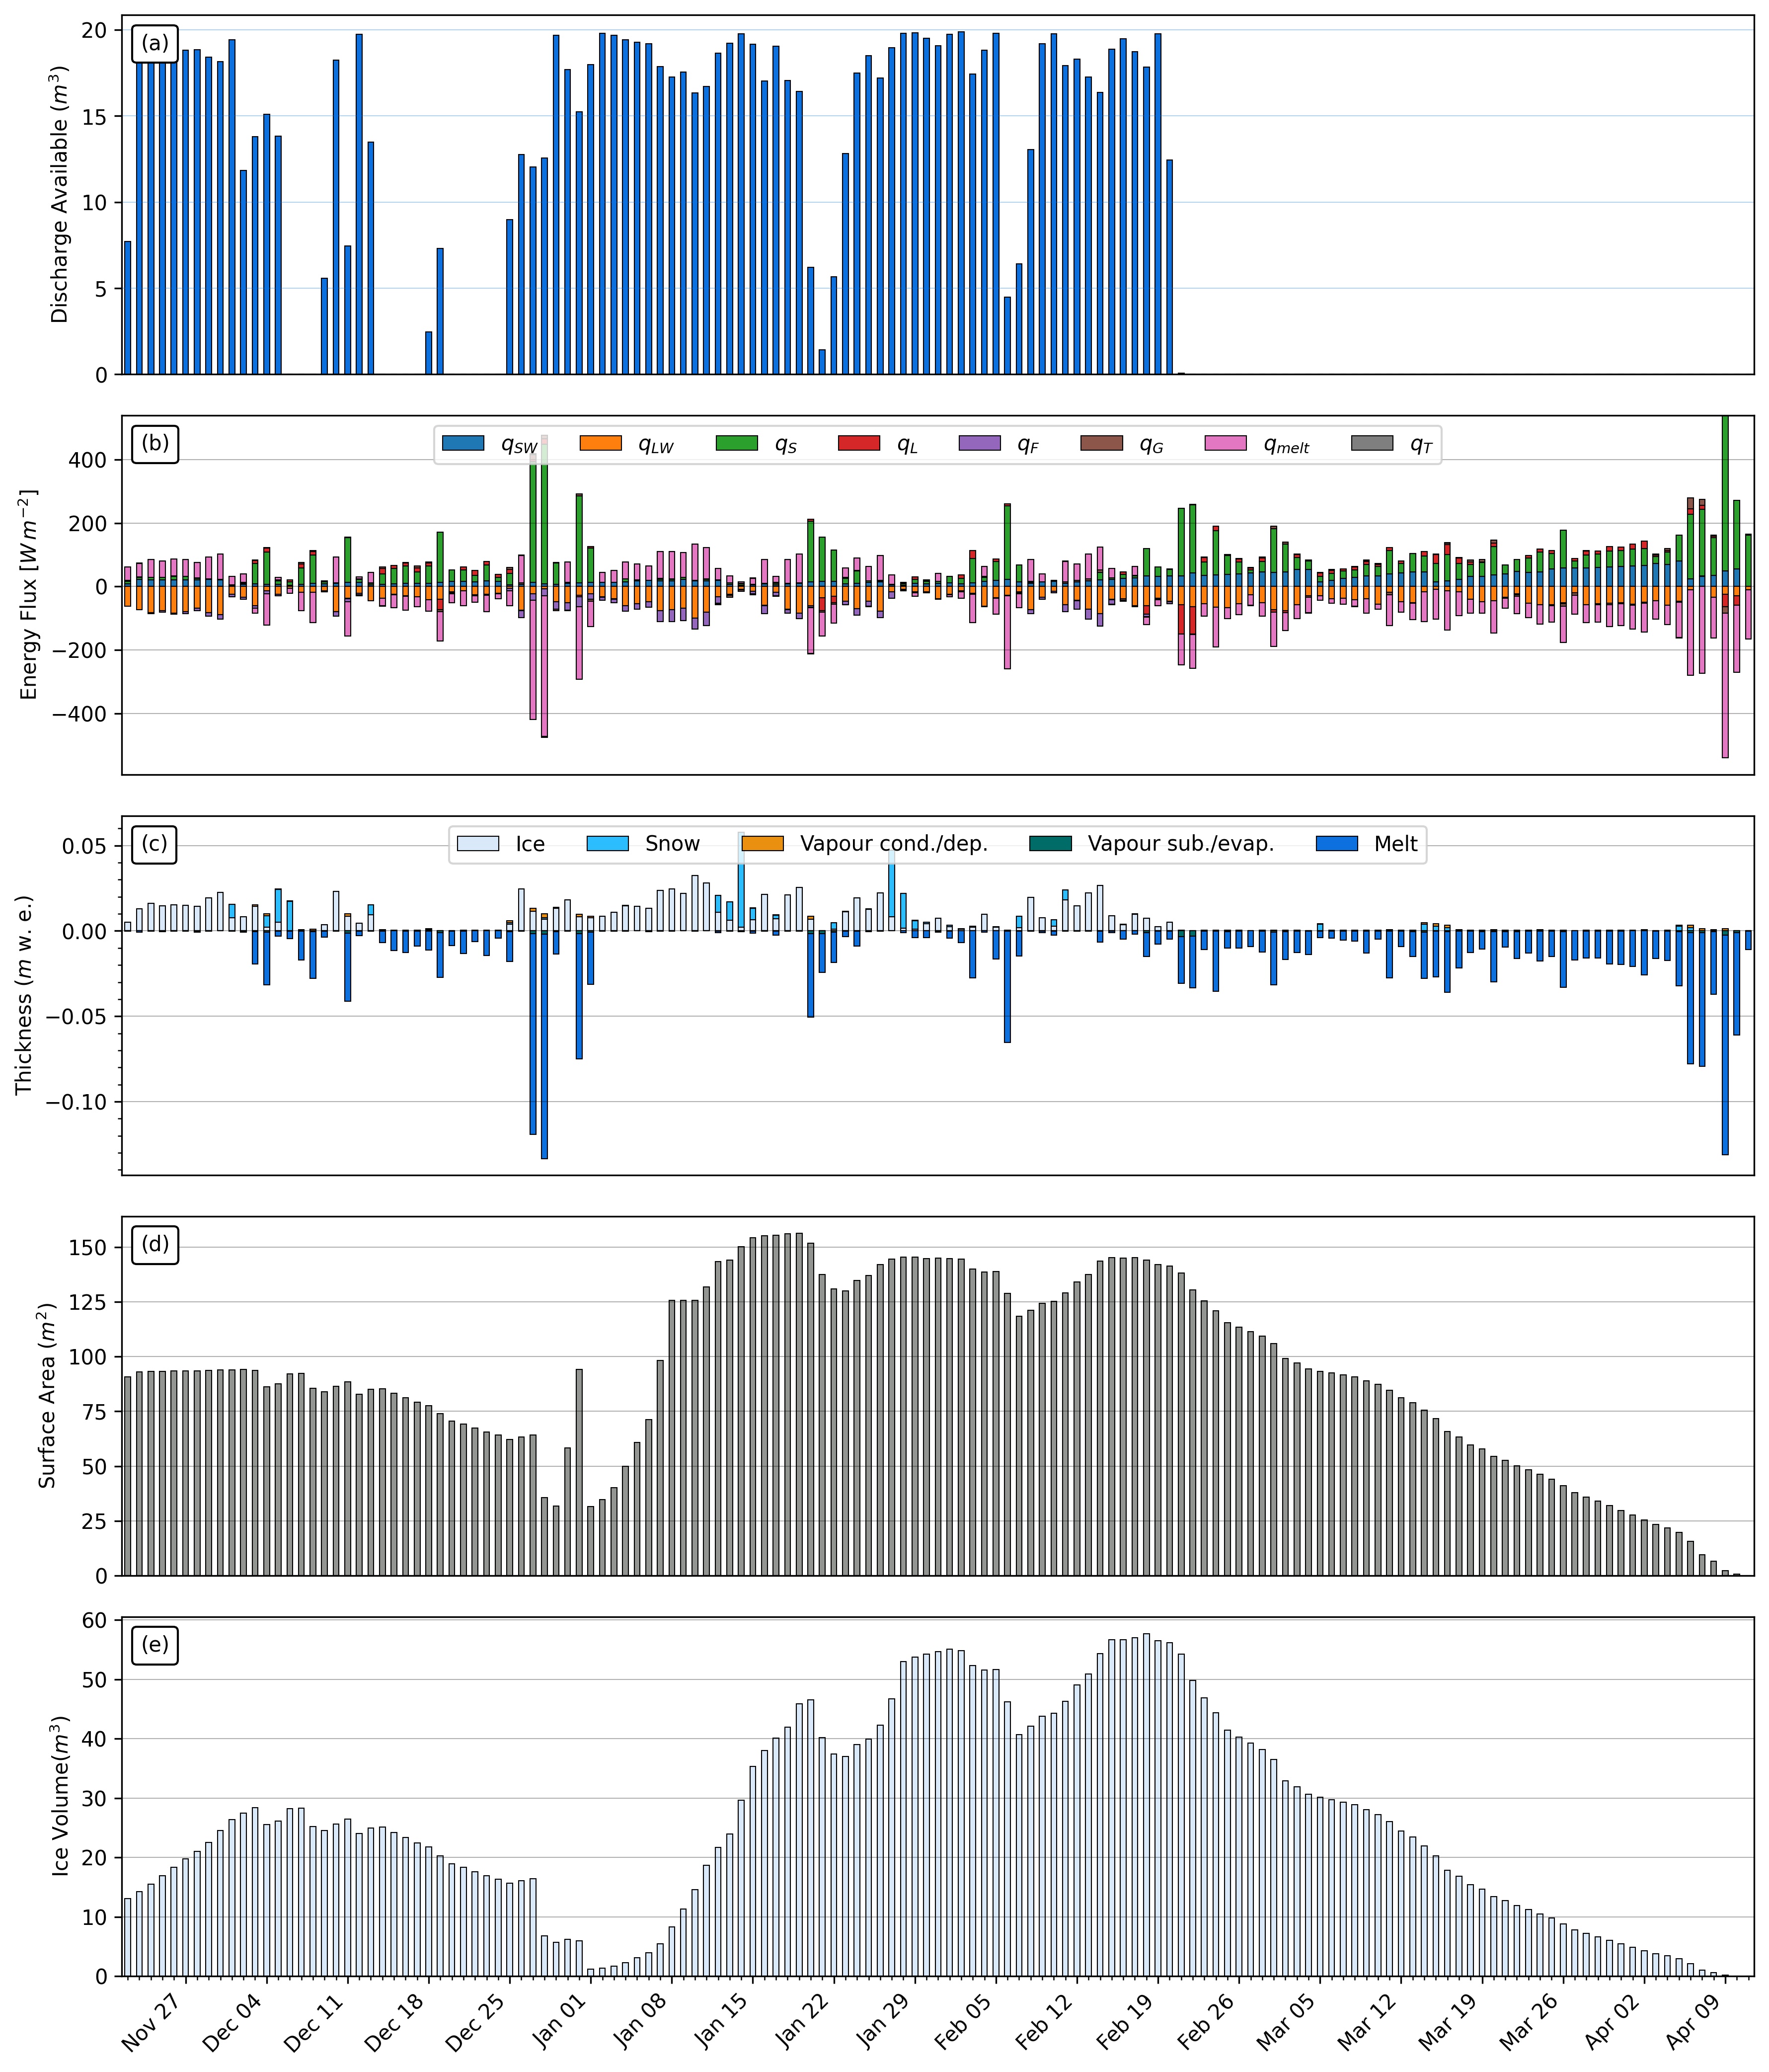 (a)
Discharge Available (m³)
20
15
10
5
0
(b)
q_SW q_LW q_S q_L q_F q_G q_melt q_T
Energy Flux [W m⁻²]
400
200
0
−200
−400
(c)
Ice Snow Vapour cond./dep. Vapour sub./evap. Melt
Thickness (m w. e.)
0.05
0.00
−0.05
−0.10
(d)
Surface Area (m²)
150
125
100
75
50
25
0
(e)
Ice Volume(m³)
60
50
40
30
20
10
0
Nov 27 Dec 04 Dec 11 Dec 18 Dec 25 Jan 01 Jan 08 Jan 15 Jan 22 Jan 29 Feb 05 Feb 12 Feb 19 Feb 26 Mar 05 Mar 12 Mar 19 Mar 26 Apr 02 Apr 09